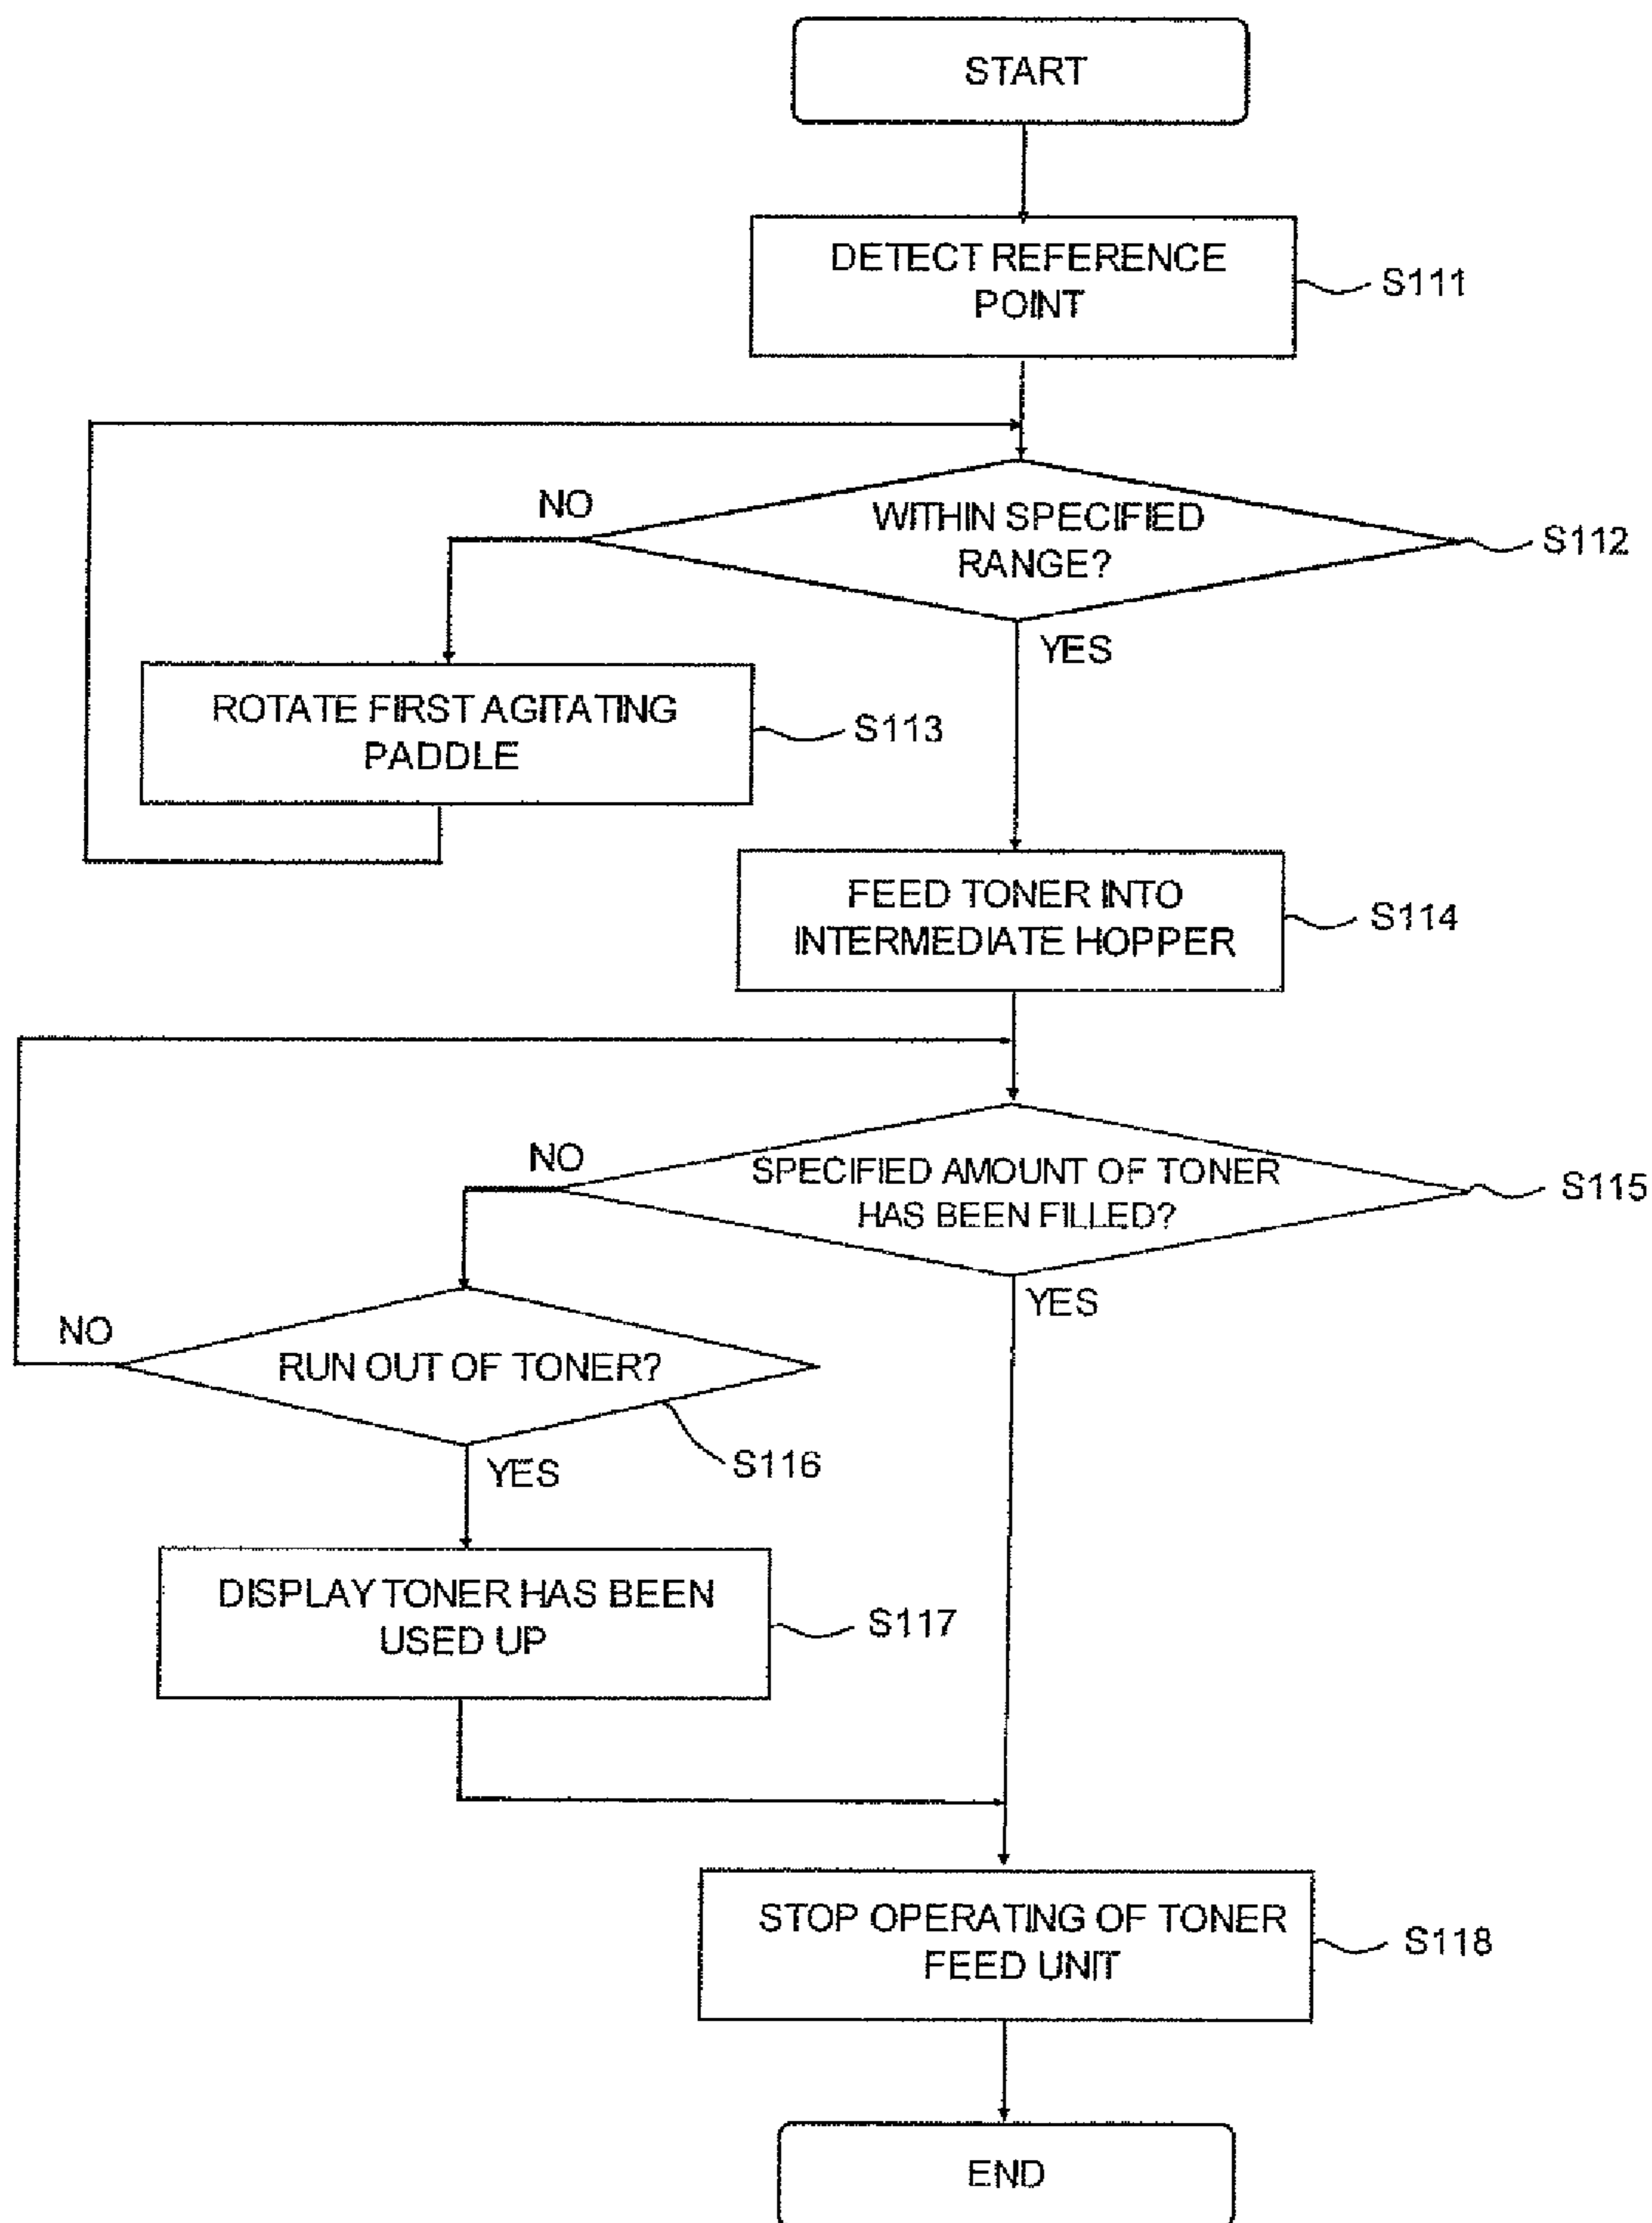 START
DETECT REFERENCE
POINT
S111
NO
WITHIN SPECIFIED
RANGE?
S112
YES
ROTATE FIRST AGITATING
PADDLE
S113
FEED TONER INTO
INTERMEDIATE HOPPER
S114
NO
SPECIFIED AMOUNT OF TONER
HAS BEEN FILLED?
S115
YES
NO
RUN OUT OF TONER?
S116
YES
DISPLAY TONER HAS BEEN
USED UP
S117
STOP OPERATING OF TONER
FEED UNIT
S118
END